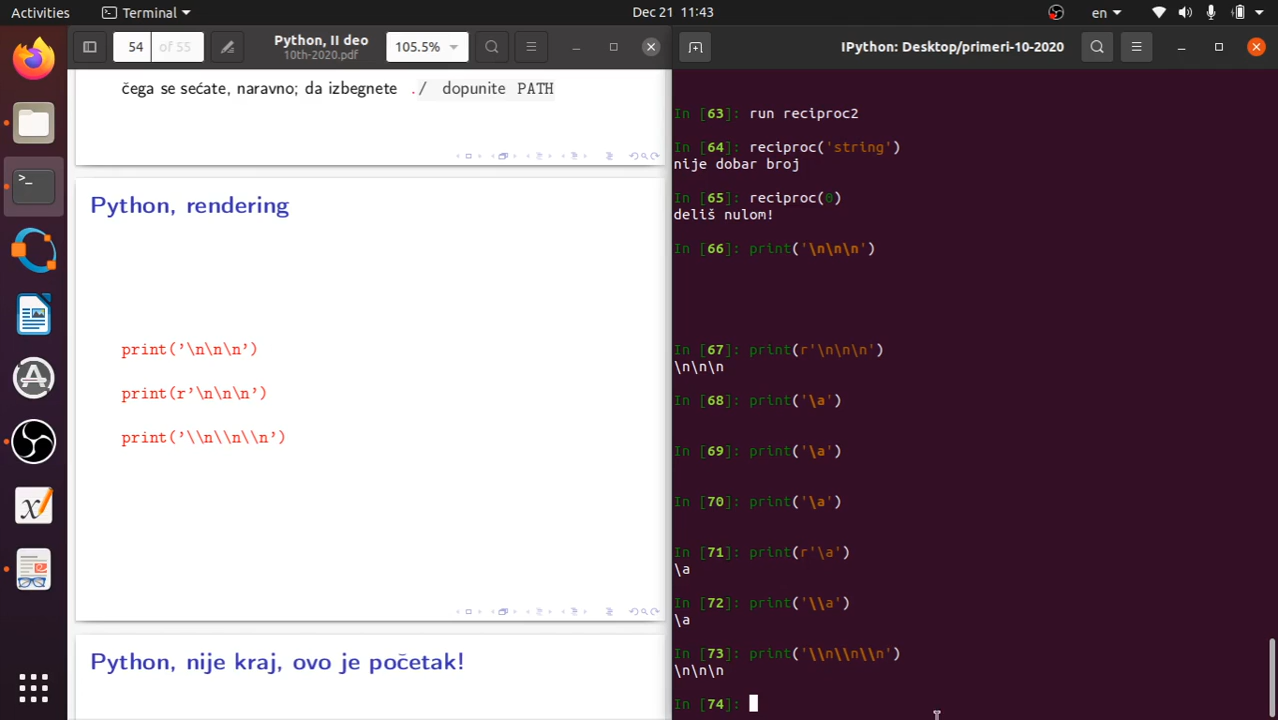 Activities
Terminal
Dec 21 11:43
en
54 of 55
Python, II deo
10th-2020.pdf
105.5%
IPython: Desktop/primeri-10-2020
čega se sećate, naravno; da izbegnete ./ dopunite PATH
Python, rendering
print('\n\n\n')
print(r'\n\n\n')
print('\\n\\n\\n')
Python, nije kraj, ovo je početak!
In [63]: run reciproc2
In [64]: reciproc('string')
nije dobar broj
In [65]: reciproc(0)
deliš nulom!
In [66]: print('\n\n\n')
In [67]: print(r'\n\n\n')
\n\n\n
In [68]: print('\a')
In [69]: print('\a')
In [70]: print('\a')
In [71]: print(r'\a')
\a
In [72]: print('\\a')
\a
In [73]: print('\\n\\n\\n')
\n\n\n
In [74]: